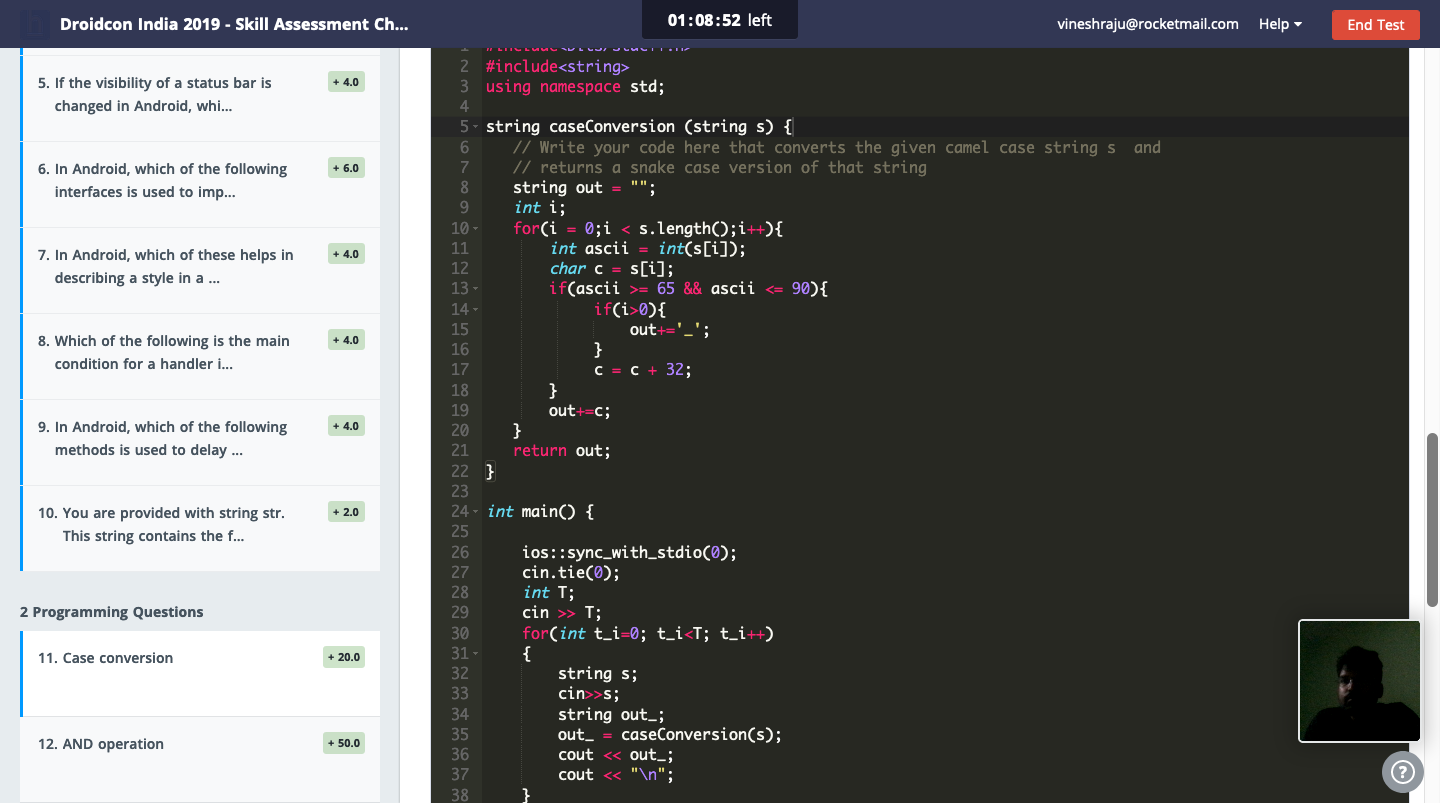 Droidcon India 2019 - Skill Assessment Ch...
01:08:52 left
vineshraju@rocketmail.com
Help
End Test
5. If the visibility of a status bar is
changed in Android, whi...
+ 4.0
6. In Android, which of the following
interfaces is used to imp...
+ 6.0
7. In Android, which of these helps in
describing a style in a ...
+ 4.0
8. Which of the following is the main
condition for a handler i...
+ 4.0
9. In Android, which of the following
methods is used to delay ...
+ 4.0
10. You are provided with string str.
This string contains the f...
+ 2.0
2 Programming Questions
11. Case conversion
+ 20.0
12. AND operation
+ 50.0
1 #include<bits/stdc++.h>
2 #include<string>
3 using namespace std;
4
5 string caseConversion (string s) {
6 // Write your code here that converts the given camel case string s  and
7 // returns a snake case version of that string
8 string out = "";
9 int i;
10 for(i = 0;i < s.length();i++){
11 int ascii = int(s[i]);
12 char c = s[i];
13 if(ascii >= 65 && ascii <= 90){
14 if(i>0){
15 out+='_';
16 }
17 c = c + 32;
18 }
19 out+=c;
20 }
21 return out;
22 }
23
24 int main() {
25
26 ios::sync_with_stdio(0);
27 cin.tie(0);
28 int T;
29 cin >> T;
30 for(int t_i=0; t_i<T; t_i++)
31 {
32 string s;
33 cin>>s;
34 string out_;
35 out_ = caseConversion(s);
36 cout << out_;
37 cout << "\n";
38 }
?